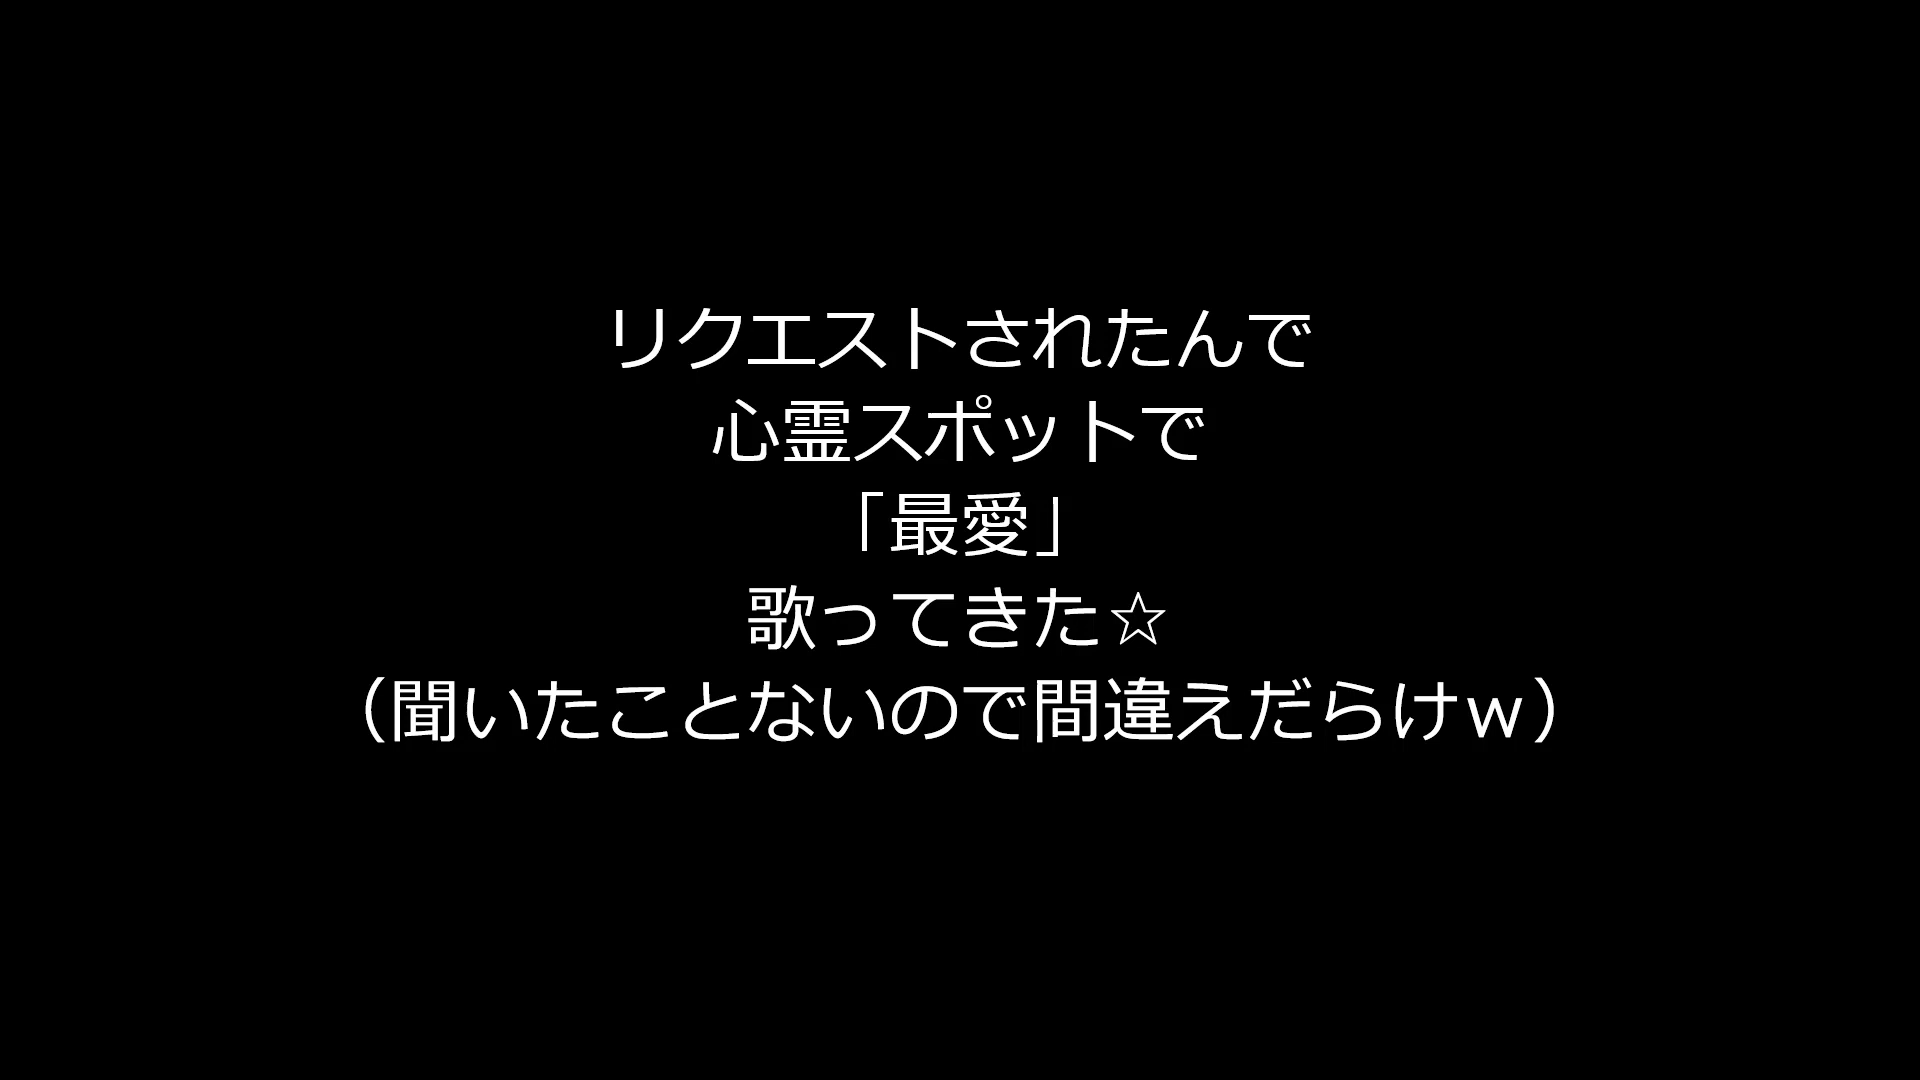 リクエストされたんで
心霊スポットで
「最愛」
歌ってきた☆
（聞いたことないので間違えだらけｗ）